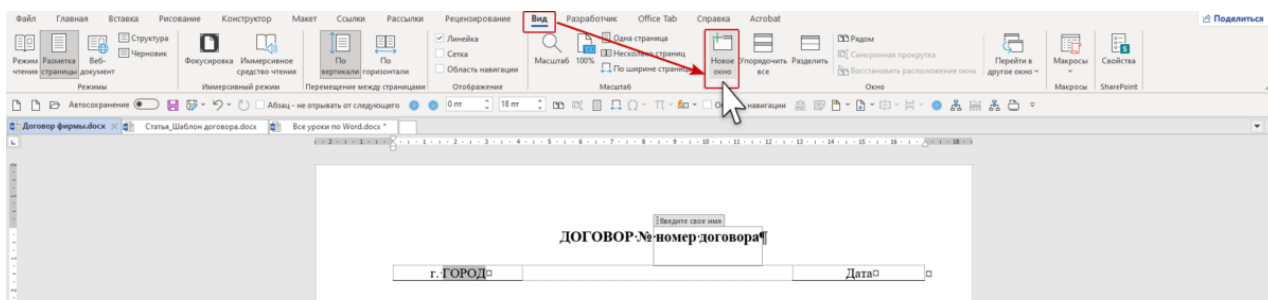 Файл Главная Вставка Рисование Конструктор Макет Ссылки Рассылки Рецензирование Вид Разработчик Office Tab Справка Acrobat Поделиться
Режим чтения
Разметка страницы
Веб-документ
Структура
Черновик
Режимы
Фокусировка
Иммерсивное средство чтения
Иммерсивный режим
По вертикали
По горизонтали
Перемещение между страницами
Линейка
Сетка
Область навигации
Отображение
Масштаб
100%
Одна страница
Несколько страниц
По ширине страницы
Масштаб
Новое окно
Упорядочить все
Разделить
Рядом
Синхронная прокрутка
Восстановить расположение окна
Перейти в другое окно
Окно
Макросы
Макросы
Свойства
SharePoint
Автосохранение Абзац - не отрывать от следующего 0 пт 18 пт навигации
Договор фирмы.docx Статья_Шаблон договора.docx Все уроки по Word.docx *
Введите свое имя
ДОГОВОР·№·номер·договора¶
г.·ГОРОД¤ Дата¤ ¤